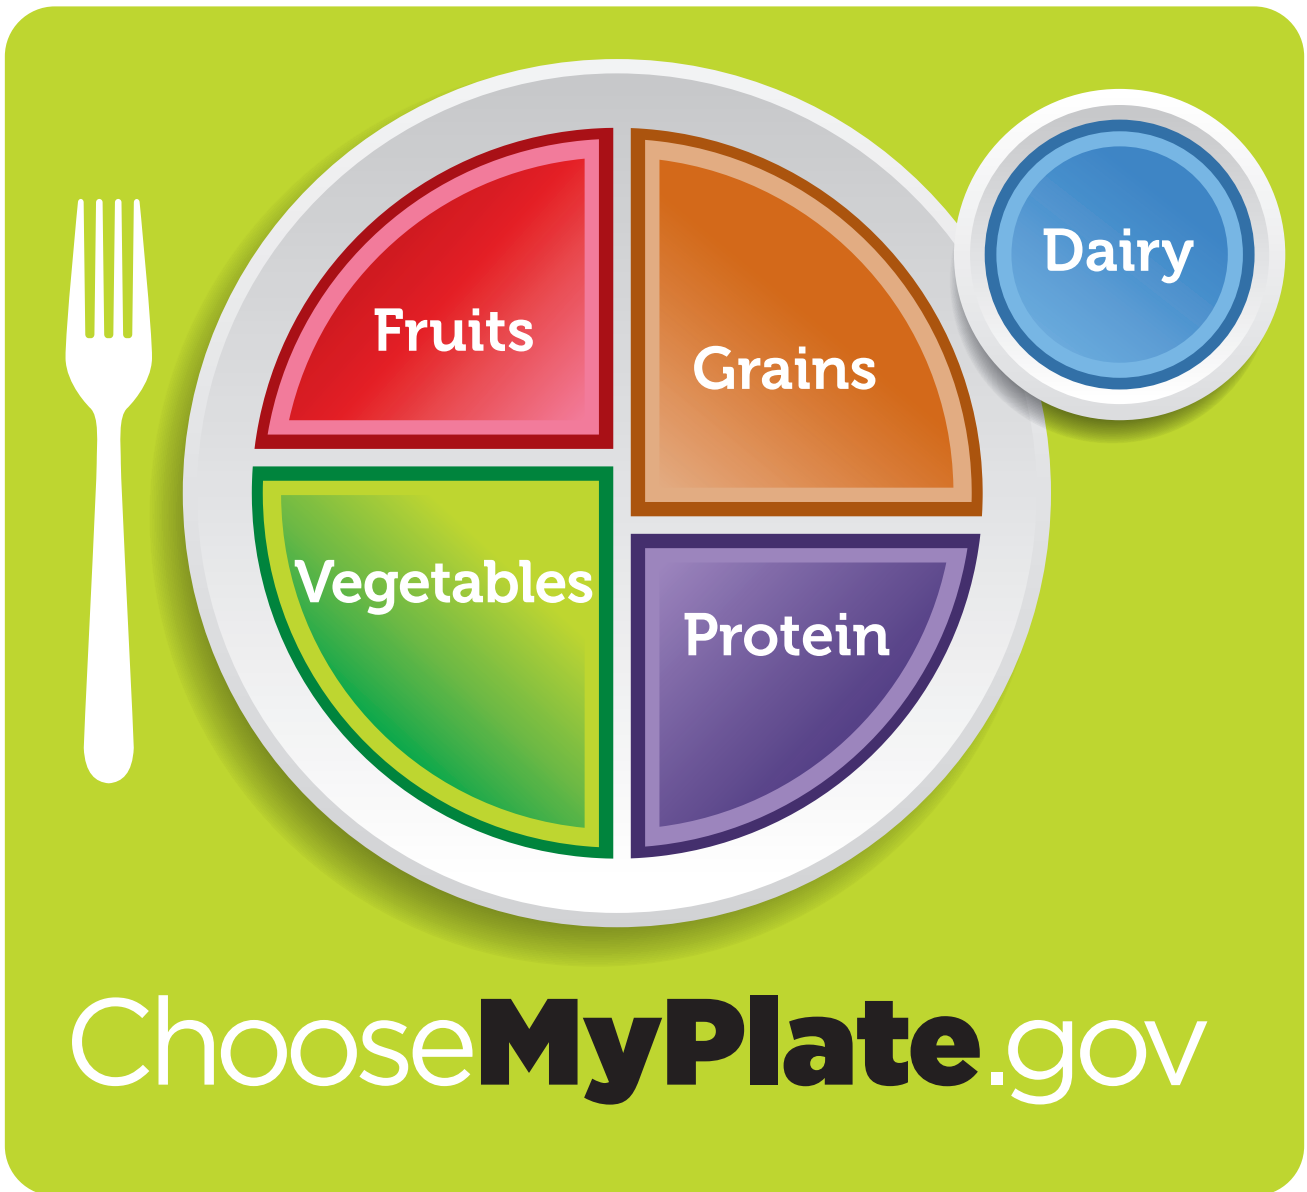 Fruits
Grains
Dairy
Vegetables
Protein
ChooseMyPlate.gov